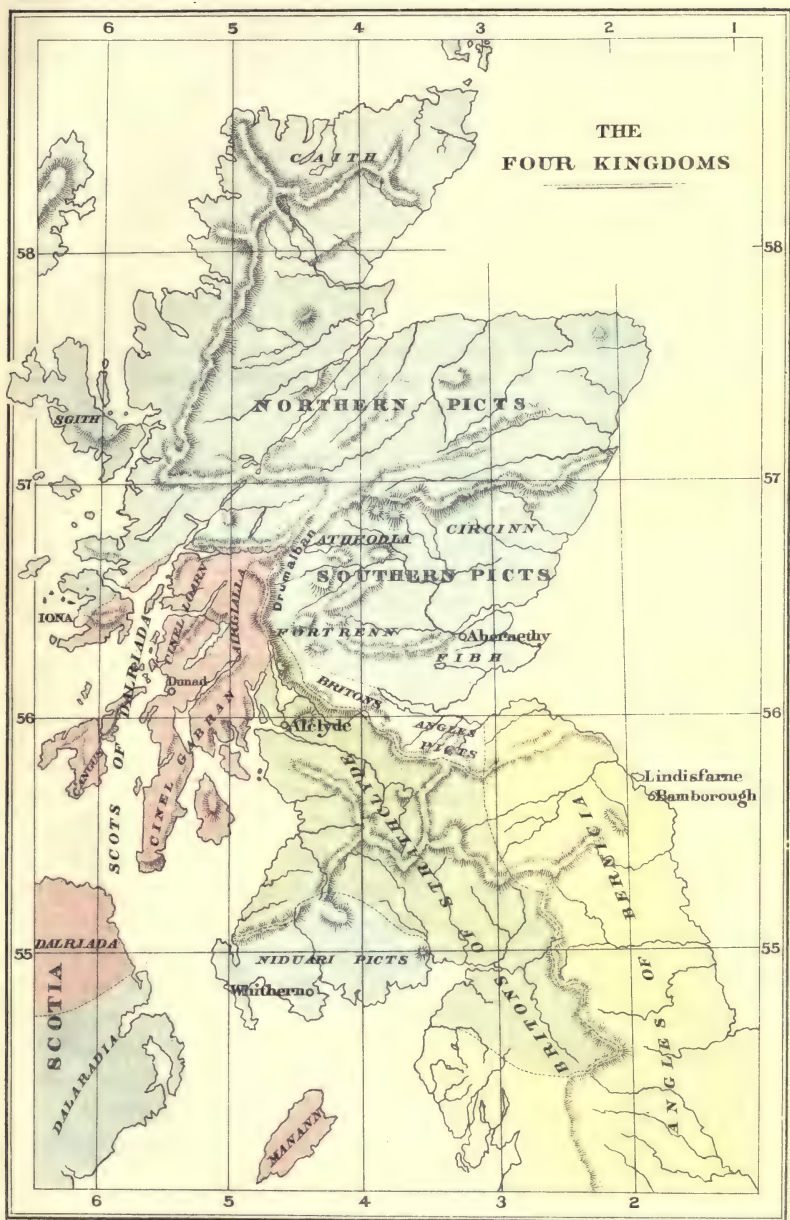 6 5 4 3 2 1
THE
FOUR KINGDOMS
CAITH
58 58
NORTHERN PICTS
SGITH
57 57
CIRCINN
ATHFODLA
Drumalban
SOUTHERN PICTS
CINEL LOARN
AIRGIALLA
IONA
FORTRENN
Abernethy
FIBH
Dunad
BRITONS
56 56
Alclyde
ANGLES
PICTS
SCOTS OF DALRIADA
CINEL GABRAN
CANGUS
Lindisfarne
Bamborough
BRITONS OF STRATHCLYDE
ANGLES OF BERNICIA
55 55
DALRIADA
NIDUARI PICTS
Whithern
SCOTIA
DALARADIA
MANANN
6 5 4 3 2